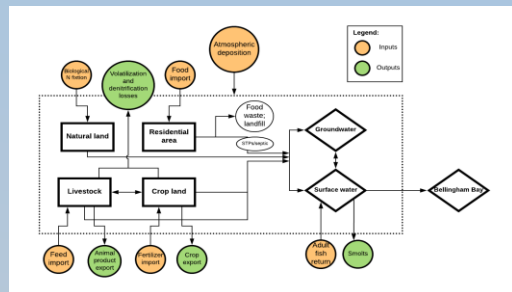 Legend:
Inputs
Outputs
Atmospheric
deposition
Biological
N fixation
Volatilization
and
denitrification
losses
Food
import
Food
waste;
landfill
STPs/septic
Natural land
Residential
area
Groundwater
Livestock
Crop land
Surface water
Bellingham Bay
Feed
import
Animal
product
export
Fertilizer
import
Crop
export
Adult
fish
return
Smolts